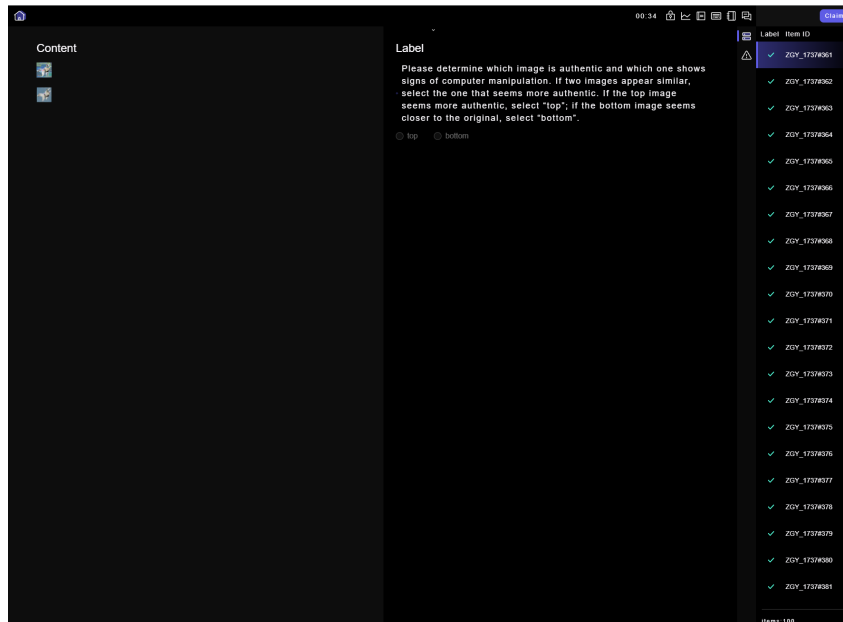 00:34
Claim
Content
Label
Please determine which image is authentic and which one shows
signs of computer manipulation. If two images appear similar,
select the one that seems more authentic. If the top image
seems more authentic, select "top"; if the bottom image seems
closer to the original, select "bottom".
top bottom
Label Item ID
ZGY_1737#361
ZGY_1737#362
ZGY_1737#363
ZGY_1737#364
ZGY_1737#365
ZGY_1737#366
ZGY_1737#367
ZGY_1737#368
ZGY_1737#369
ZGY_1737#370
ZGY_1737#371
ZGY_1737#372
ZGY_1737#373
ZGY_1737#374
ZGY_1737#375
ZGY_1737#376
ZGY_1737#377
ZGY_1737#378
ZGY_1737#379
ZGY_1737#380
ZGY_1737#381
items: 100